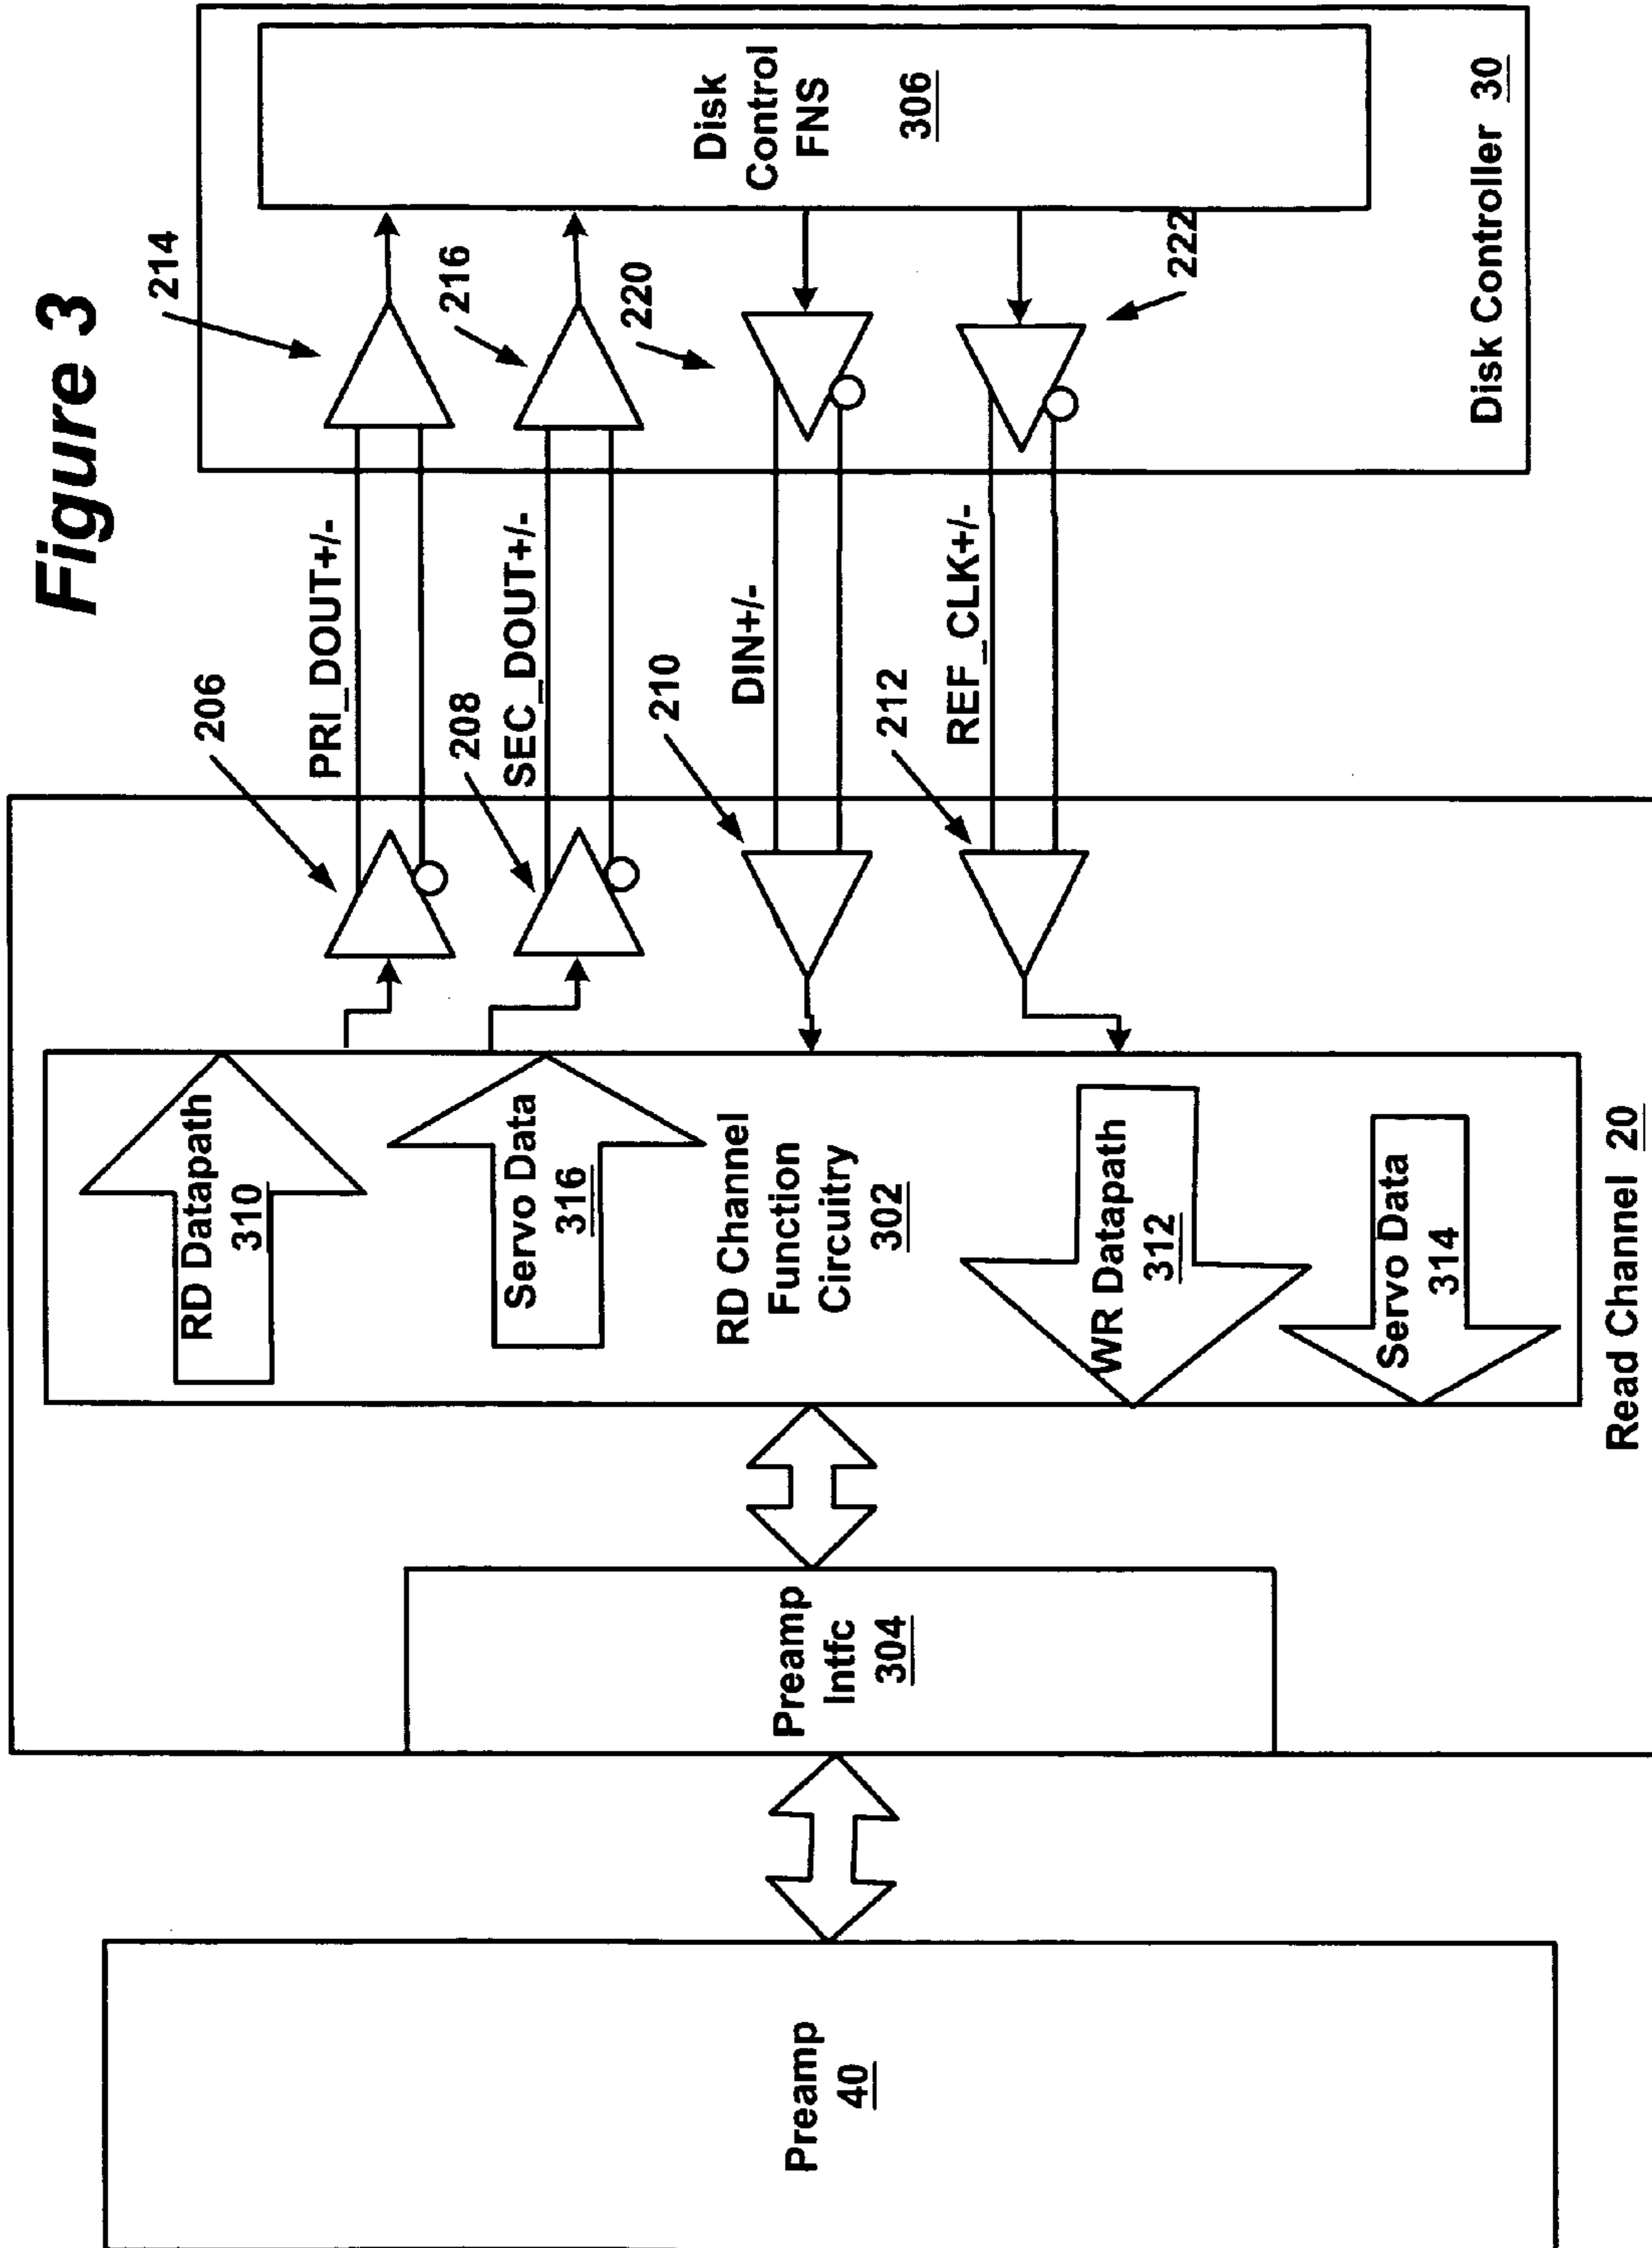 Figure 3
Preamp
40
Preamp
Intfc
304
RD Datapath
310
Servo Data
316
RD Channel
Function
Circuitry
302
WR Datapath
312
Servo Data
314
Read Channel 20
206
208
210
212
PRI_DOUT+/-
SEC_DOUT+/-
DIN+/-
REF_CLK+/-
214
216
220
222
Disk
Control
FNS
306
Disk Controller 30